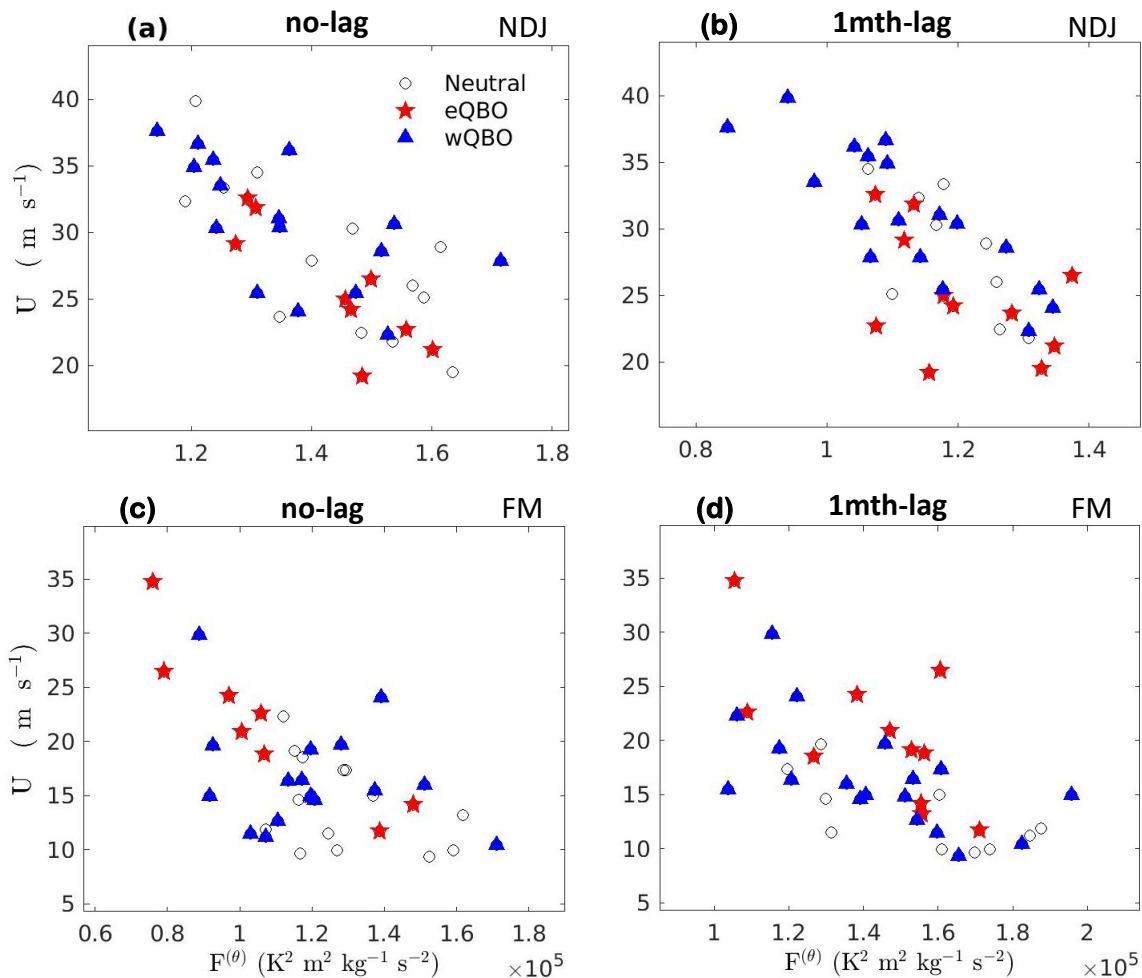 (a) no-lag NDJ
Neutral
eQBO
wQBO
U (m s⁻¹)
40
35
30
25
20
1.2 1.4 1.6 1.8
(b) 1mth-lag NDJ
40
35
30
25
20
0.8 1 1.2 1.4
(c) no-lag FM
U (m s⁻¹)
35
30
25
20
15
10
5
0.6 0.8 1 1.2 1.4 1.6 1.8
F⁽θ⁾ (K² m² kg⁻¹ s⁻²) ×10⁵
(d) 1mth-lag FM
35
30
25
20
15
10
5
1 1.2 1.4 1.6 1.8 2
F⁽θ⁾ (K² m² kg⁻¹ s⁻²) ×10⁵